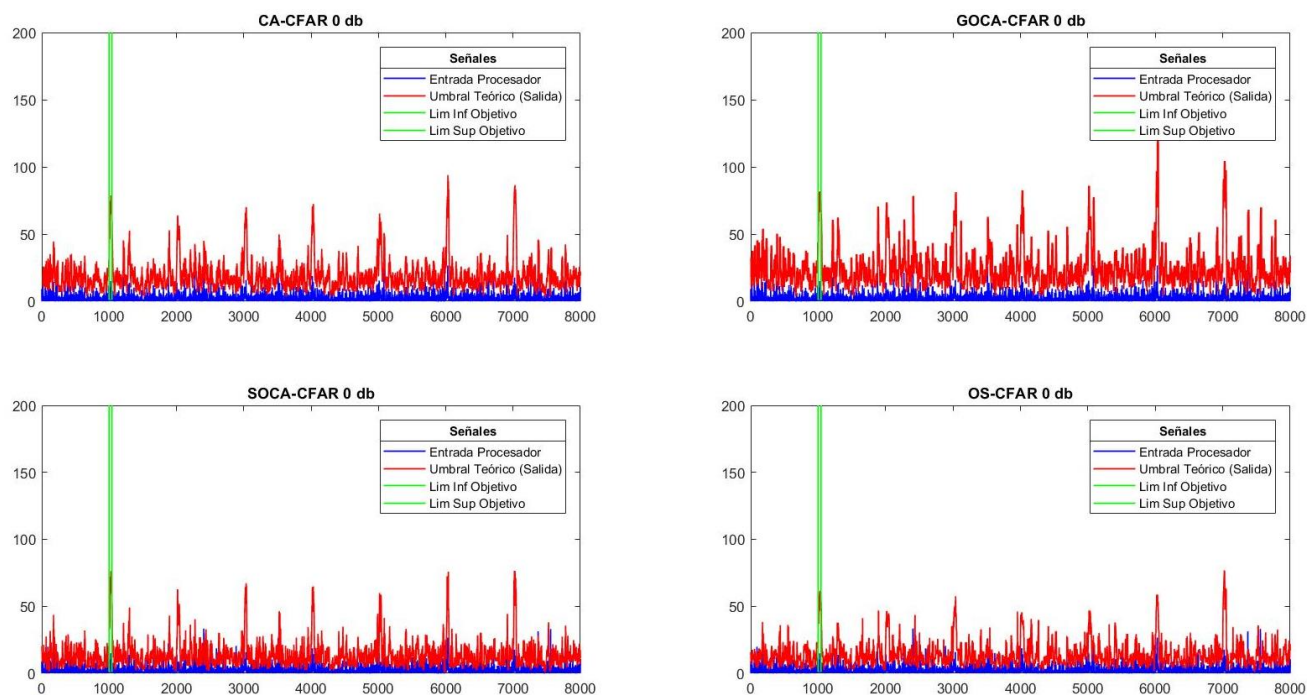 CA-CFAR 0 db
200
150
100
50
0
0 1000 2000 3000 4000 5000 6000 7000 8000
Señales
Entrada Procesador
Umbral Teórico (Salida)
Lim Inf Objetivo
Lim Sup Objetivo
GOCA-CFAR 0 db
200
150
100
50
0
0 1000 2000 3000 4000 5000 6000 7000 8000
Señales
Entrada Procesador
Umbral Teórico (Salida)
Lim Inf Objetivo
Lim Sup Objetivo
SOCA-CFAR 0 db
200
150
100
50
0
0 1000 2000 3000 4000 5000 6000 7000 8000
Señales
Entrada Procesador
Umbral Teórico (Salida)
Lim Inf Objetivo
Lim Sup Objetivo
OS-CFAR 0 db
200
150
100
50
0
0 1000 2000 3000 4000 5000 6000 7000 8000
Señales
Entrada Procesador
Umbral Teórico (Salida)
Lim Inf Objetivo
Lim Sup Objetivo